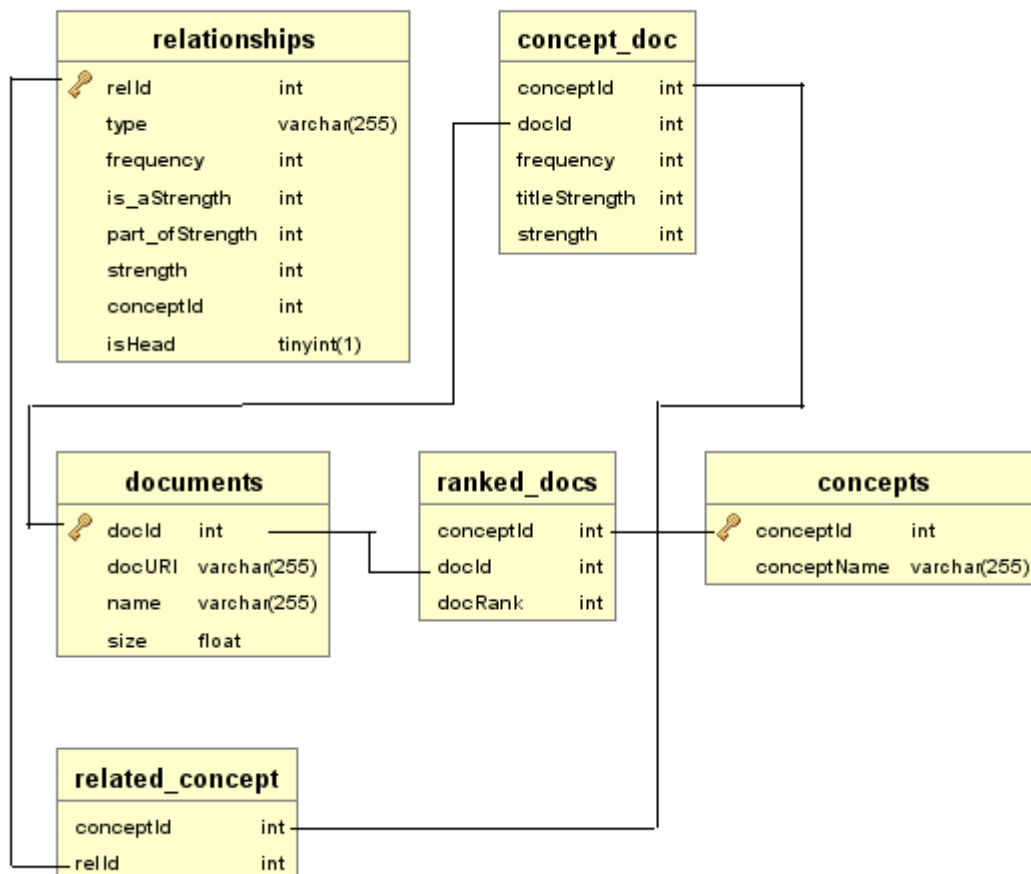 relationships
relId int
type varchar(255)
frequency int
is_aStrength int
part_ofStrength int
strength int
conceptId int
isHead tinyint(1)
concept_doc
conceptId int
docId int
frequency int
titleStrength int
strength int
documents
docId int
docURI varchar(255)
name varchar(255)
size float
ranked_docs
conceptId int
docId int
docRank int
concepts
conceptId int
conceptName varchar(255)
related_concept
conceptId int
relId int